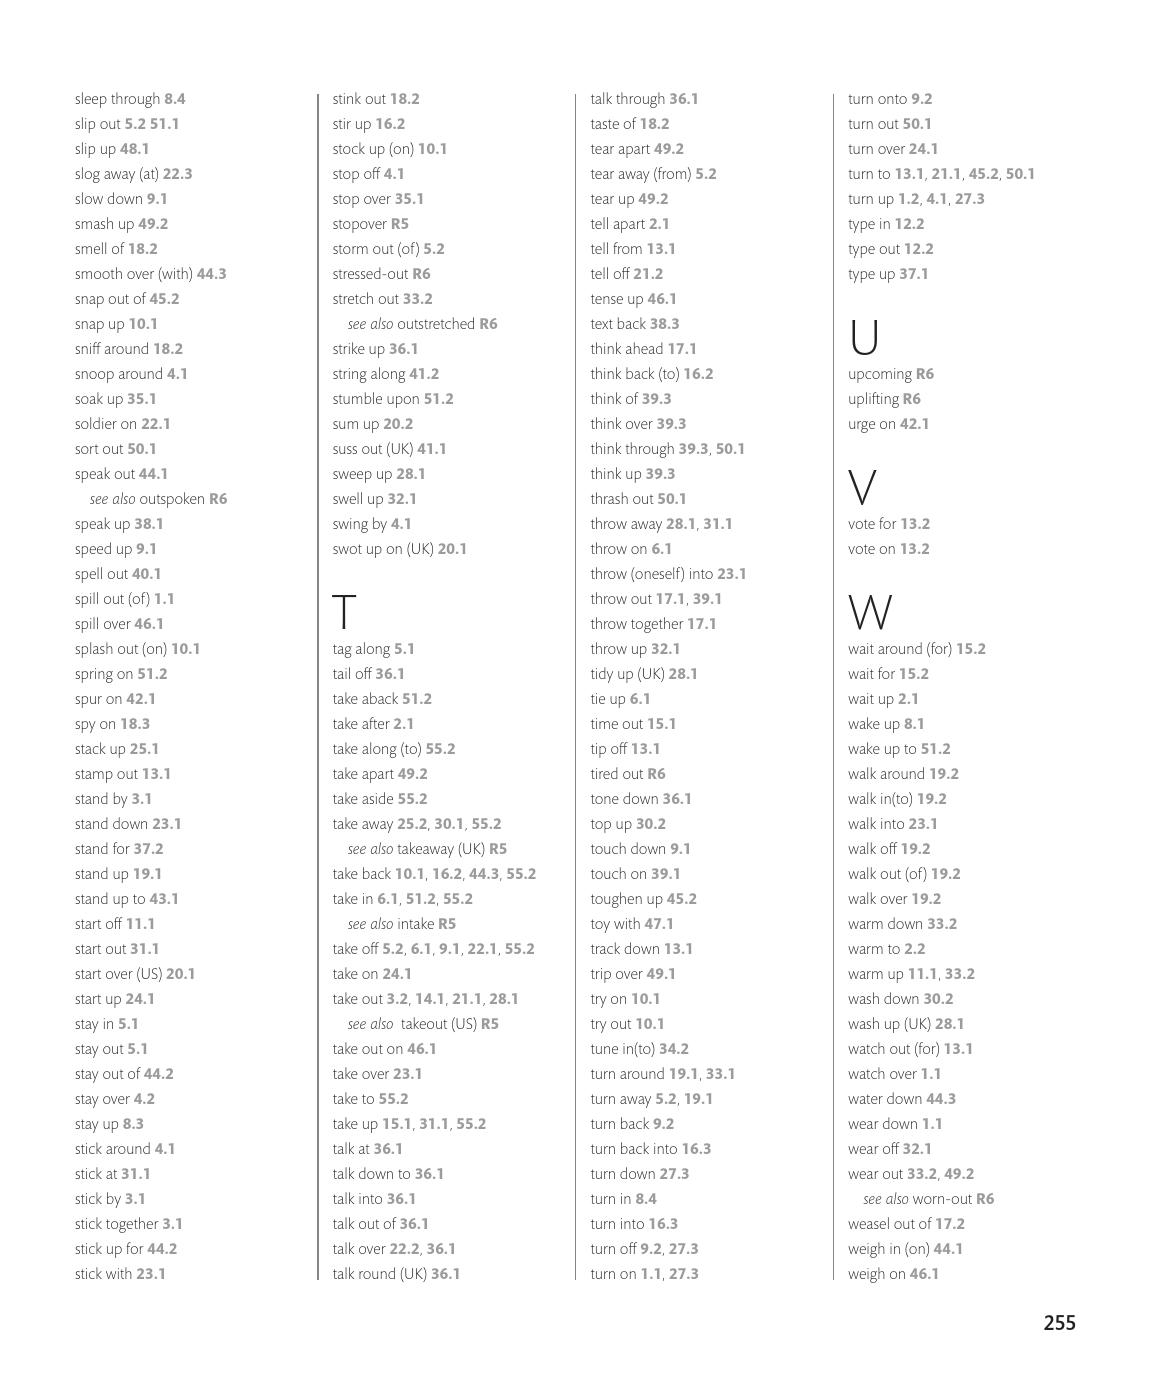 sleep through 8.4
slip out 5.2 51.1
slip up 48.1
slog away (at) 22.3
slow down 9.1
smash up 49.2
smell of 18.2
smooth over (with) 44.3
snap out of 45.2
snap up 10.1
sniff around 18.2
snoop around 4.1
soak up 35.1
soldier on 22.1
sort out 50.1
speak out 44.1
see also outspoken R6
speak up 38.1
speed up 9.1
spell out 40.1
spill out (of) 1.1
spill over 46.1
splash out (on) 10.1
spring on 51.2
spur on 42.1
spy on 18.3
stack up 25.1
stamp out 13.1
stand by 3.1
stand down 23.1
stand for 37.2
stand up 19.1
stand up to 43.1
start off 11.1
start out 31.1
start over (US) 20.1
start up 24.1
stay in 5.1
stay out 5.1
stay out of 44.2
stay over 4.2
stay up 8.3
stick around 4.1
stick at 31.1
stick by 3.1
stick together 3.1
stick up for 44.2
stick with 23.1
stink out 18.2
stir up 16.2
stock up (on) 10.1
stop off 4.1
stop over 35.1
stopover R5
storm out (of) 5.2
stressed-out R6
stretch out 33.2
see also outstretched R6
strike up 36.1
string along 41.2
stumble upon 51.2
sum up 20.2
suss out (UK) 41.1
sweep up 28.1
swell up 32.1
swing by 4.1
swot up on (UK) 20.1
T
tag along 5.1
tail off 36.1
take aback 51.2
take after 2.1
take along (to) 55.2
take apart 49.2
take aside 55.2
take away 25.2, 30.1, 55.2
see also takeaway (UK) R5
take back 10.1, 16.2, 44.3, 55.2
take in 6.1, 51.2, 55.2
see also intake R5
take off 5.2, 6.1, 9.1, 22.1, 55.2
take on 24.1
take out 3.2, 14.1, 21.1, 28.1
see also takeout (US) R5
take out on 46.1
take over 23.1
take to 55.2
take up 15.1, 31.1, 55.2
talk at 36.1
talk down to 36.1
talk into 36.1
talk out of 36.1
talk over 22.2, 36.1
talk round (UK) 36.1
talk through 36.1
taste of 18.2
tear apart 49.2
tear away (from) 5.2
tear up 49.2
tell apart 2.1
tell from 13.1
tell off 21.2
tense up 46.1
text back 38.3
think ahead 17.1
think back (to) 16.2
think of 39.3
think over 39.3
think through 39.3, 50.1
think up 39.3
thrash out 50.1
throw away 28.1, 31.1
throw on 6.1
throw (oneself) into 23.1
throw out 17.1, 39.1
throw together 17.1
throw up 32.1
tidy up (UK) 28.1
tie up 6.1
time out 15.1
tip off 13.1
tired out R6
tone down 36.1
top up 30.2
touch down 9.1
touch on 39.1
toughen up 45.2
toy with 47.1
track down 13.1
trip over 49.1
try on 10.1
try out 10.1
tune in(to) 34.2
turn around 19.1, 33.1
turn away 5.2, 19.1
turn back 9.2
turn back into 16.3
turn down 27.3
turn in 8.4
turn into 16.3
turn off 9.2, 27.3
turn on 1.1, 27.3
turn onto 9.2
turn out 50.1
turn over 24.1
turn to 13.1, 21.1, 45.2, 50.1
turn up 1.2, 4.1, 27.3
type in 12.2
type out 12.2
type up 37.1
U
upcoming R6
uplifting R6
urge on 42.1
V
vote for 13.2
vote on 13.2
W
wait around (for) 15.2
wait for 15.2
wait up 2.1
wake up 8.1
wake up to 51.2
walk around 19.2
walk in(to) 19.2
walk into 23.1
walk off 19.2
walk out (of) 19.2
walk over 19.2
warm down 33.2
warm to 2.2
warm up 11.1, 33.2
wash down 30.2
wash up (UK) 28.1
watch out (for) 13.1
watch over 1.1
water down 44.3
wear down 1.1
wear off 32.1
wear out 33.2, 49.2
see also worn-out R6
weasel out of 17.2
weigh in (on) 44.1
weigh on 46.1
255